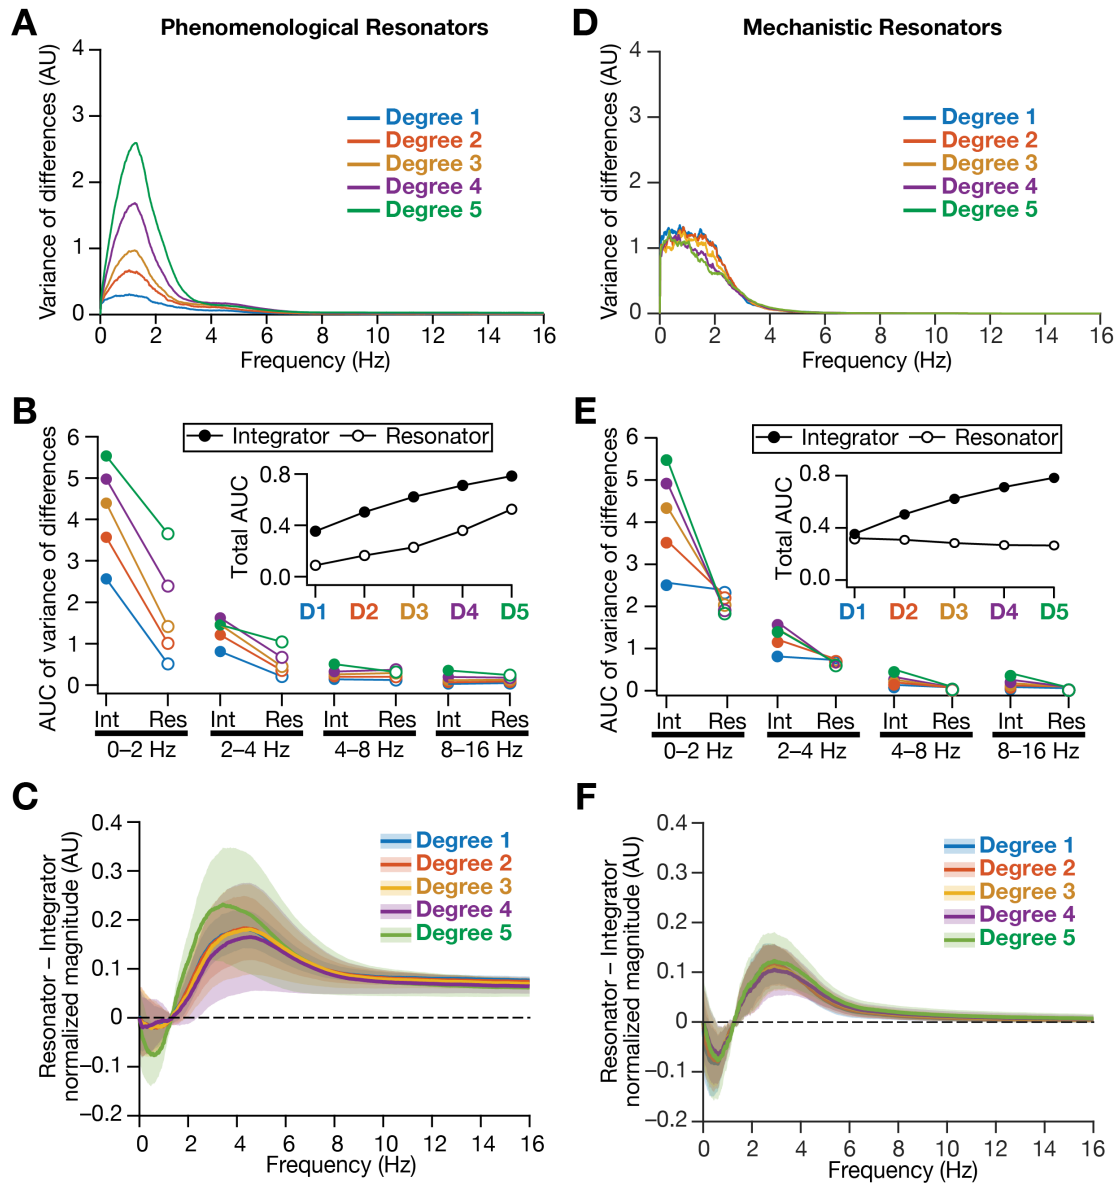 A
Phenomenological Resonators
Variance of differences (AU)
4
3
2
1
0
Degree 1
Degree 2
Degree 3
Degree 4
Degree 5
0 2 4 6 8 10 12 14 16
Frequency (Hz)
D
Mechanistic Resonators
Variance of differences (AU)
4
3
2
1
0
Degree 1
Degree 2
Degree 3
Degree 4
Degree 5
0 2 4 6 8 10 12 14 16
Frequency (Hz)
B
AUC of variance of differences
6
5
4
3
2
1
0
Integrator Resonator
Total AUC
0.8
0.4
0.0
D1 D2 D3 D4 D5
Int Res Int Res Int Res Int Res
0–2 Hz 2–4 Hz 4–8 Hz 8–16 Hz
E
AUC of variance of differences
6
5
4
3
2
1
0
Integrator Resonator
Total AUC
0.8
0.4
0.0
D1 D2 D3 D4 D5
Int Res Int Res Int Res Int Res
0–2 Hz 2–4 Hz 4–8 Hz 8–16 Hz
C
Resonator – Integrator
normalized magnitude (AU)
0.4
0.3
0.2
0.1
0
–0.1
–0.2
Degree 1
Degree 2
Degree 3
Degree 4
Degree 5
0 2 4 6 8 10 12 14 16
Frequency (Hz)
F
Resonator – Integrator
normalized magnitude (AU)
0.4
0.3
0.2
0.1
0
–0.1
–0.2
Degree 1
Degree 2
Degree 3
Degree 4
Degree 5
0 2 4 6 8 10 12 14 16
Frequency (Hz)